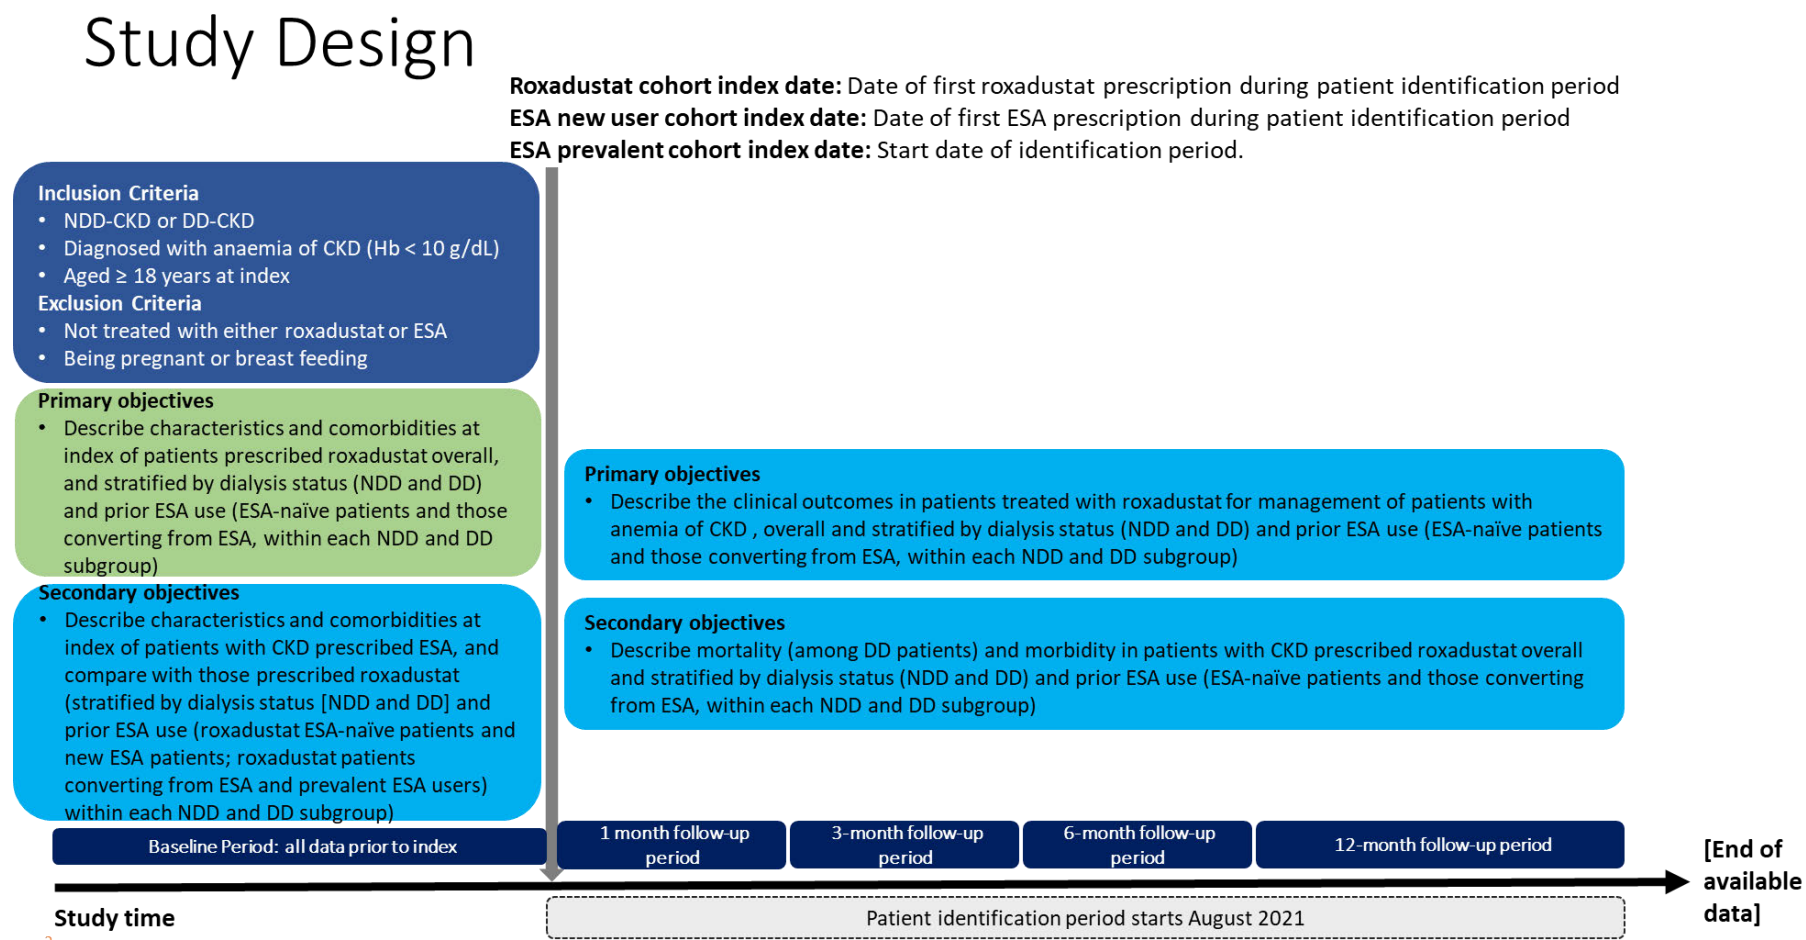 Study Design
Roxadustat cohort index date: Date of first roxadustat prescription during patient identification period
ESA new user cohort index date: Date of first ESA prescription during patient identification period
ESA prevalent cohort index date: Start date of identification period.
Inclusion Criteria
• NDD-CKD or DD-CKD
• Diagnosed with anaemia of CKD (Hb < 10 g/dL)
• Aged ≥ 18 years at index
Exclusion Criteria
• Not treated with either roxadustat or ESA
• Being pregnant or breast feeding
Primary objectives
• Describe characteristics and comorbidities at
index of patients prescribed roxadustat overall,
and stratified by dialysis status (NDD and DD)
and prior ESA use (ESA-naïve patients and those
converting from ESA, within each NDD and DD
subgroup)
Secondary objectives
• Describe characteristics and comorbidities at
index of patients with CKD prescribed ESA, and
compare with those prescribed roxadustat
(stratified by dialysis status [NDD and DD] and
prior ESA use (roxadustat ESA-naïve patients and
new ESA patients; roxadustat patients
converting from ESA and prevalent ESA users)
within each NDD and DD subgroup)
Primary objectives
• Describe the clinical outcomes in patients treated with roxadustat for management of patients with
anemia of CKD , overall and stratified by dialysis status (NDD and DD) and prior ESA use (ESA-naïve patients
and those converting from ESA, within each NDD and DD subgroup)
Secondary objectives
• Describe mortality (among DD patients) and morbidity in patients with CKD prescribed roxadustat overall
and stratified by dialysis status (NDD and DD) and prior ESA use (ESA-naïve patients and those converting
from ESA, within each NDD and DD subgroup)
Baseline Period: all data prior to index
1 month follow-up
period
3-month follow-up
period
6-month follow-up
period
12-month follow-up period
[End of
available
data]
Study time
Patient identification period starts August 2021